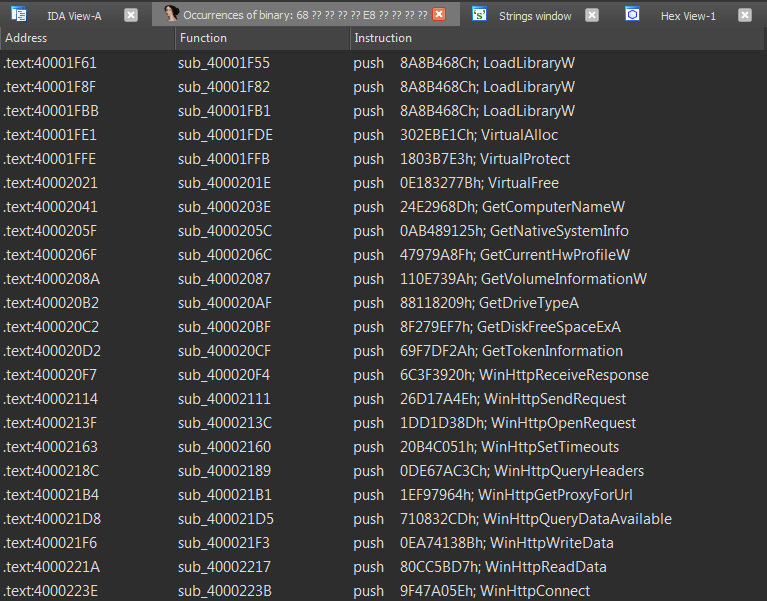 IDA View-A Occurrences of binary: 68 ?? ?? ?? ?? E8 ?? ?? ?? ?? Strings window Hex View-1
Address Function Instruction
.text:40001F61 sub_40001F55 push 8A8B468Ch; LoadLibraryW
.text:40001F8F sub_40001F82 push 8A8B468Ch; LoadLibraryW
.text:40001FBB sub_40001FB1 push 8A8B468Ch; LoadLibraryW
.text:40001FE1 sub_40001FDE push 302EBE1Ch; VirtualAlloc
.text:40001FFE sub_40001FFB push 1803B7E3h; VirtualProtect
.text:40002021 sub_4000201E push 0E183277Bh; VirtualFree
.text:40002041 sub_4000203E push 24E2968Dh; GetComputerNameW
.text:4000205F sub_4000205C push 0AB489125h; GetNativeSystemInfo
.text:4000206F sub_4000206C push 47979A8Fh; GetCurrentHwProfileW
.text:4000208A sub_40002087 push 110E739Ah; GetVolumeInformationW
.text:400020B2 sub_400020AF push 88118209h; GetDriveTypeA
.text:400020C2 sub_400020BF push 8F279EF7h; GetDiskFreeSpaceExA
.text:400020D2 sub_400020CF push 69F7DF2Ah; GetTokenInformation
.text:400020F7 sub_400020F4 push 6C3F3920h; WinHttpReceiveResponse
.text:40002114 sub_40002111 push 26D17A4Eh; WinHttpSendRequest
.text:4000213F sub_4000213C push 1DD1D38Dh; WinHttpOpenRequest
.text:40002163 sub_40002160 push 20B4C051h; WinHttpSetTimeouts
.text:4000218C sub_40002189 push 0DE67AC3Ch; WinHttpQueryHeaders
.text:400021B4 sub_400021B1 push 1EF97964h; WinHttpGetProxyForUrl
.text:400021D8 sub_400021D5 push 710832CDh; WinHttpQueryDataAvailable
.text:400021F6 sub_400021F3 push 0EA74138Bh; WinHttpWriteData
.text:4000221A sub_40002217 push 80CC5BD7h; WinHttpReadData
.text:4000223E sub_4000223B push 9F47A05Eh; WinHttpConnect